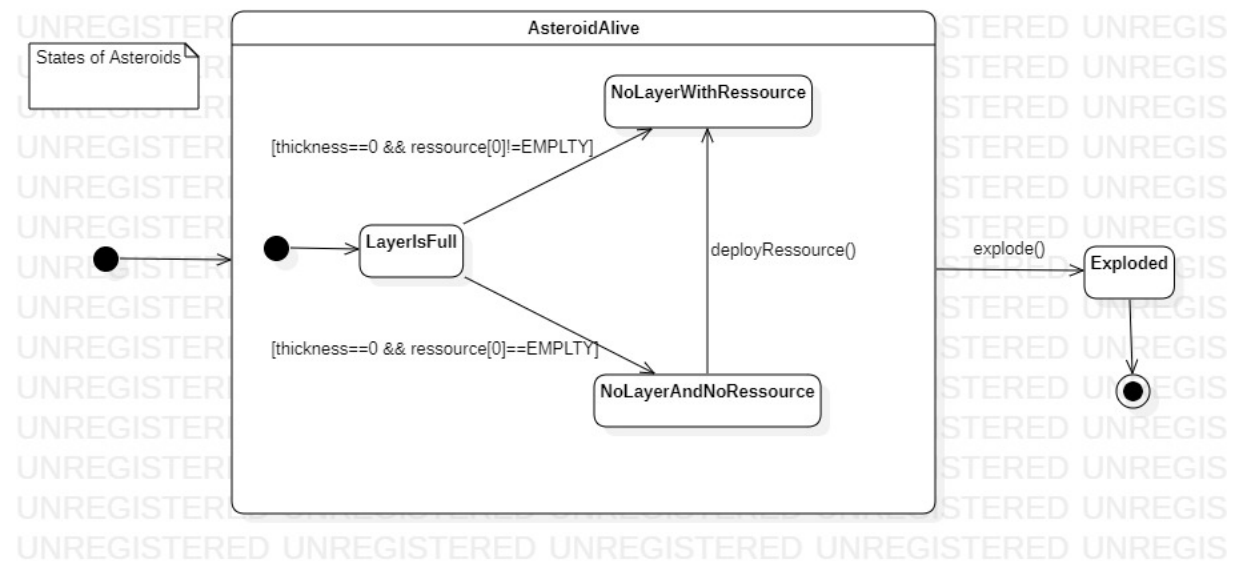 AsteroidAlive
States of Asteroids
NoLayerWithRessource
[thickness==0 && ressource[0]!=EMPLTY]
LayerIsFull
deployRessource()
explode()
Exploded
[thickness==0 && ressource[0]==EMPLTY]
NoLayerAndNoRessource
UNREGISTERED UNREGISTERED UNREGISTERED UNREGISTERED UNREGIS